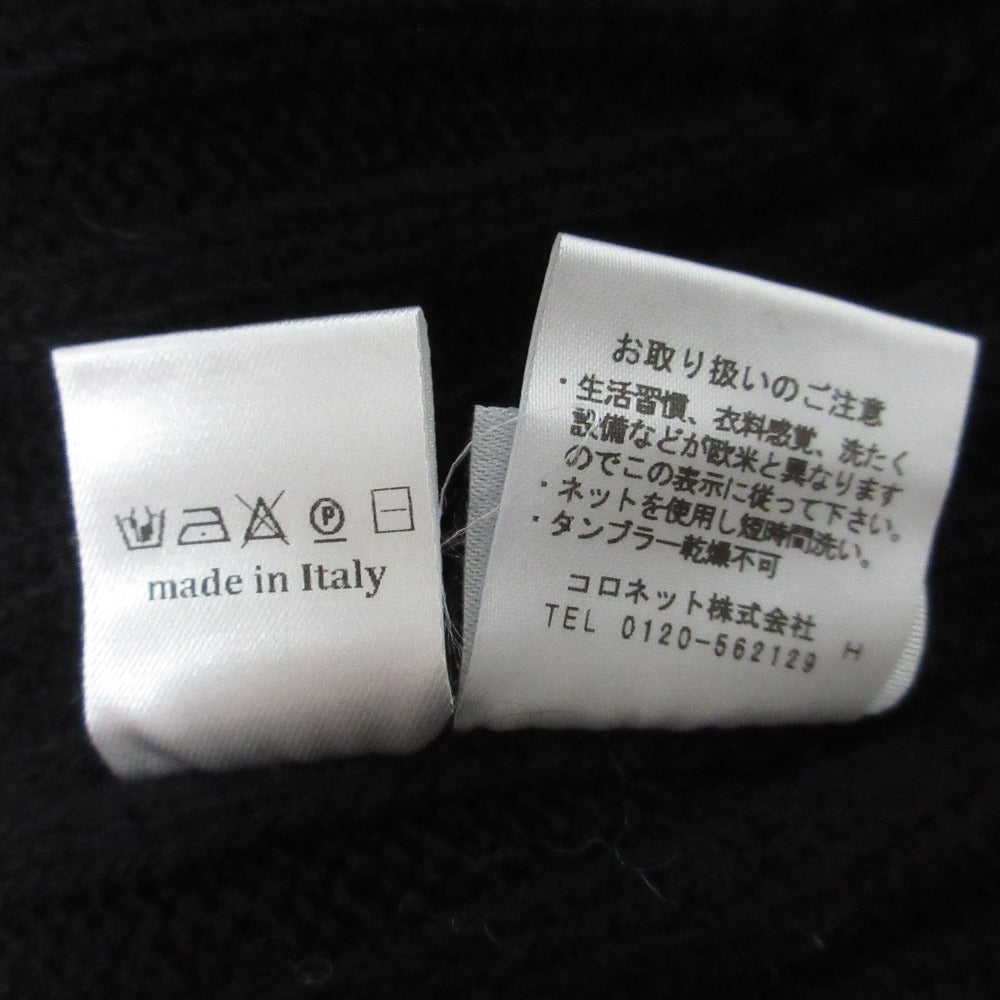 P
made in Italy
お取り扱いのご注意
・生活習慣、衣料感覚、洗たく
設備などが欧米と異なります
のでこの表示に従って下さい。
・ネットを使用し短時間洗い。
・タンブラー乾燥不可
コロネット株式会社
TEL 0120-562129 H